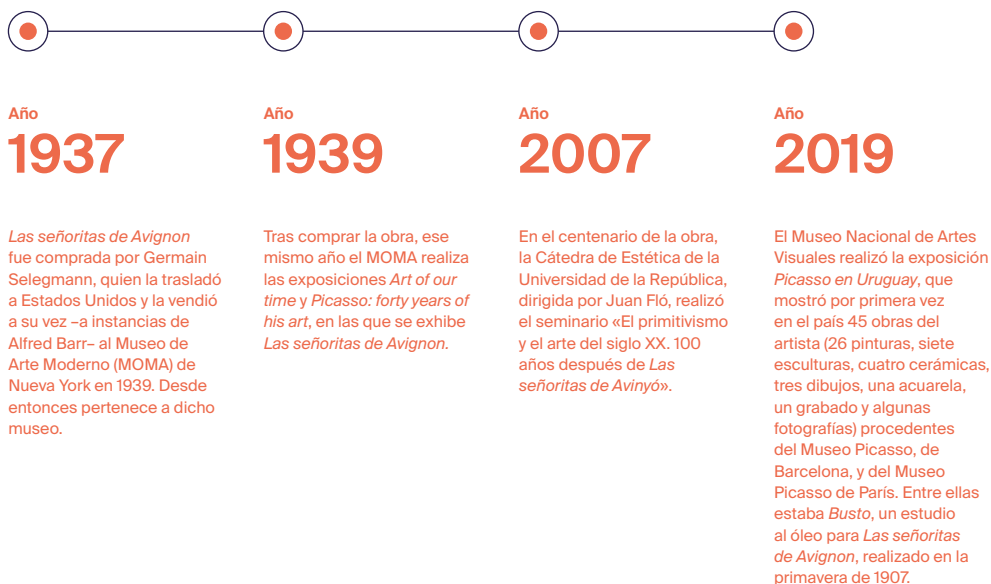 Año
1937
Las señoritas de Avignon
fue comprada por Germain
Selegmann, quien la trasladó
a Estados Unidos y la vendió
a su vez –a instancias de
Alfred Barr– al Museo de
Arte Moderno (MOMA) de
Nueva York en 1939. Desde
entonces pertenece a dicho
museo.
Año
1939
Tras comprar la obra, ese
mismo año el MOMA realiza
las exposiciones Art of our
time y Picasso: forty years of
his art, en las que se exhibe
Las señoritas de Avignon.
Año
2007
En el centenario de la obra,
la Cátedra de Estética de la
Universidad de la República,
dirigida por Juan Fló, realizó
el seminario «El primitivismo
y el arte del siglo XX. 100
años después de Las
señoritas de Avinyó».
Año
2019
El Museo Nacional de Artes
Visuales realizó la exposición
Picasso en Uruguay, que
mostró por primera vez
en el país 45 obras del
artista (26 pinturas, siete
esculturas, cuatro cerámicas,
tres dibujos, una acuarela,
un grabado y algunas
fotografías) procedentes
del Museo Picasso, de
Barcelona, y del Museo
Picasso de París. Entre ellas
estaba Busto, un estudio
al óleo para Las señoritas
de Avignon, realizado en la
primavera de 1907.